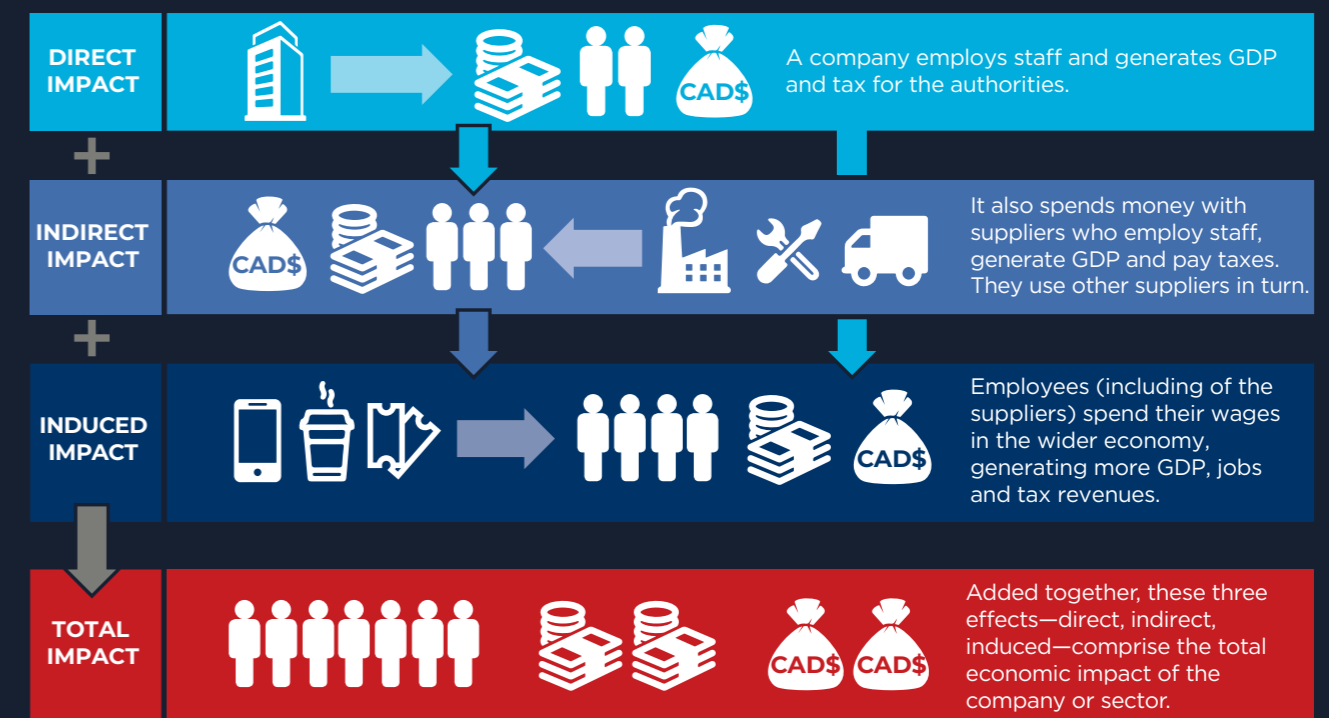 DIRECT
IMPACT
CAD$
A company employs staff and generates GDP
and tax for the authorities.
+
INDIRECT
IMPACT
CAD$
It also spends money with
suppliers who employ staff,
generate GDP and pay taxes.
They use other suppliers in turn.
+
INDUCED
IMPACT
CAD$
Employees (including of the
suppliers) spend their wages
in the wider economy,
generating more GDP, jobs
and tax revenues.
TOTAL
IMPACT
CAD$ CAD$
Added together, these three
effects—direct, indirect,
induced—comprise the total
economic impact of the
company or sector.